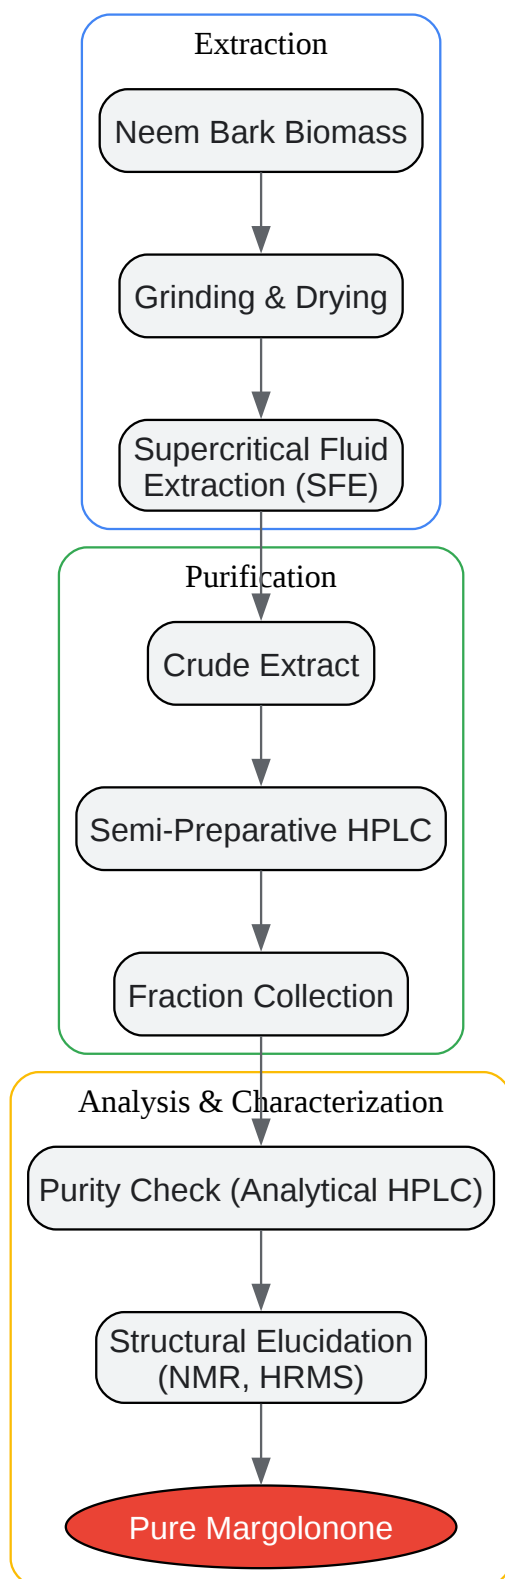 Extraction
Neem Bark Biomass
Grinding & Drying
Supercritical Fluid
Extraction (SFE)
Purification
Crude Extract
Semi-Preparative HPLC
Fraction Collection
Analysis & Characterization
Purity Check (Analytical HPLC)
Structural Elucidation
(NMR, HRMS)
Pure Margolonone